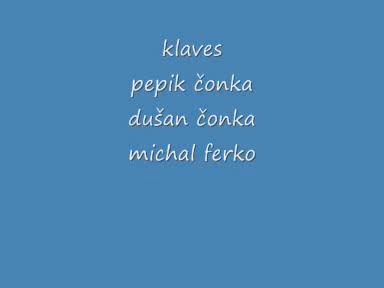 klaves
pepik čonka
dušan čonka
michal ferko